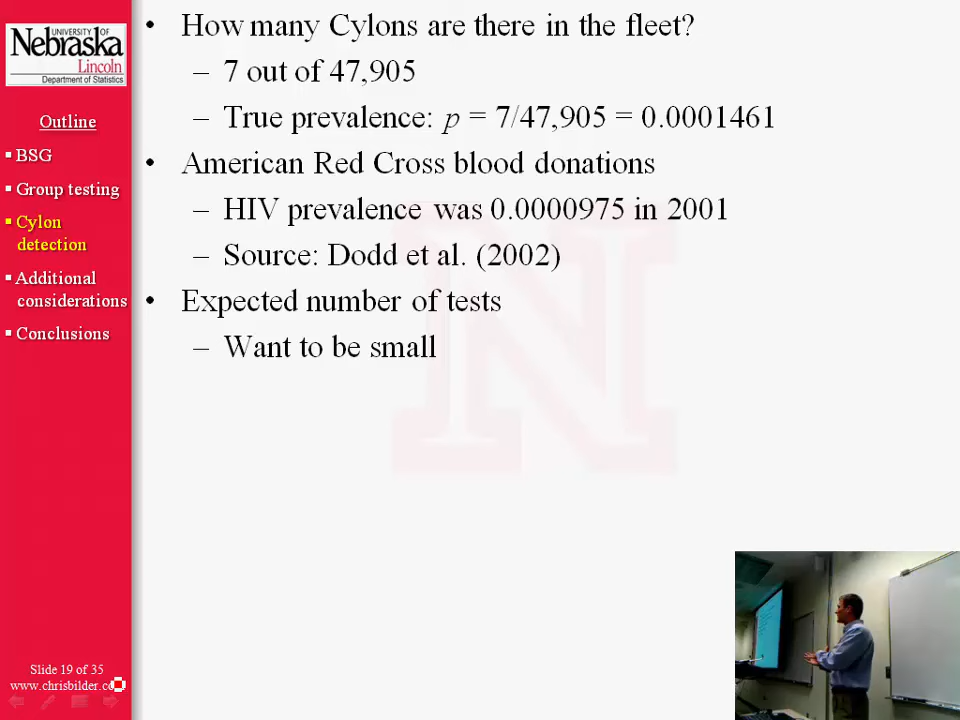 UNIVERSITY OF
Nebraska
Lincoln
Department of Statistics
Outline
▪ BSG
▪ Group testing
▪ Cylon
detection
▪ Additional
considerations
▪ Conclusions
Slide 19 of 35
www.chrisbilder.co
• How many Cylons are there in the fleet?
– 7 out of 47,905
– True prevalence: p = 7/47,905 = 0.0001461
• American Red Cross blood donations
– HIV prevalence was 0.0000975 in 2001
– Source: Dodd et al. (2002)
• Expected number of tests
– Want to be small
N